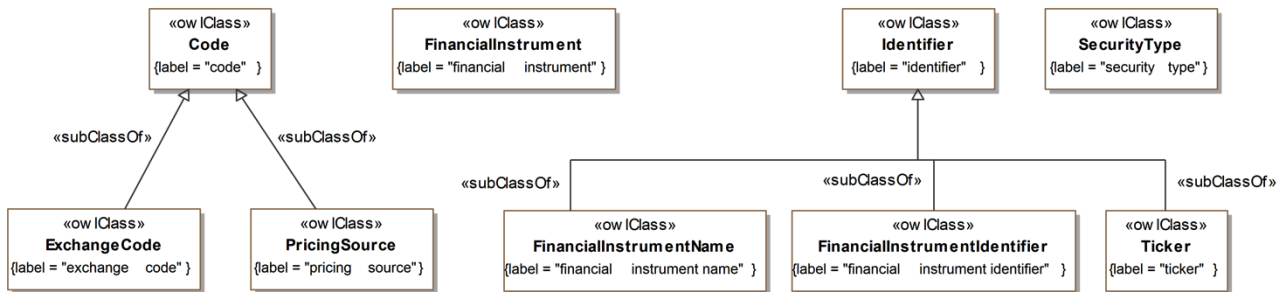 «owlClass»
Code
{label = "code" }
«owlClass»
FinancialInstrument
{label = "financial instrument" }
«owlClass»
Identifier
{label = "identifier" }
«owlClass»
SecurityType
{label = "security type" }
«subClassOf»
«subClassOf»
«subClassOf»
«subClassOf»
«subClassOf»
«owlClass»
ExchangeCode
{label = "exchange code" }
«owlClass»
PricingSource
{label = "pricing source" }
«owlClass»
FinancialInstrumentName
{label = "financial instrument name" }
«owlClass»
FinancialInstrumentIdentifier
{label = "financial instrument identifier" }
«owlClass»
Ticker
{label = "ticker" }